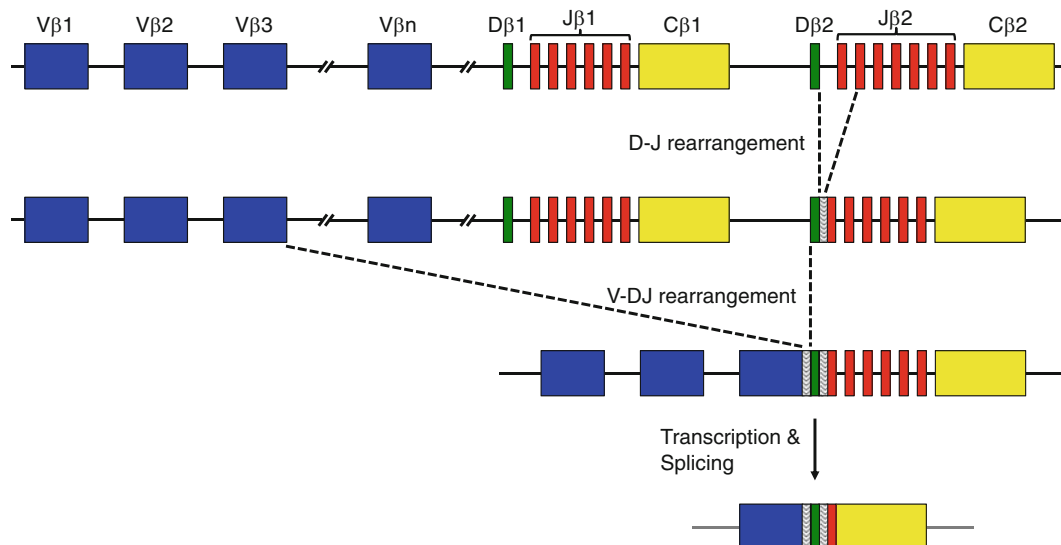 Vβ1 Vβ2 Vβ3 Vβn Dβ1 Jβ1 Cβ1 Dβ2 Jβ2 Cβ2
D-J rearrangement
V-DJ rearrangement
Transcription &
Splicing